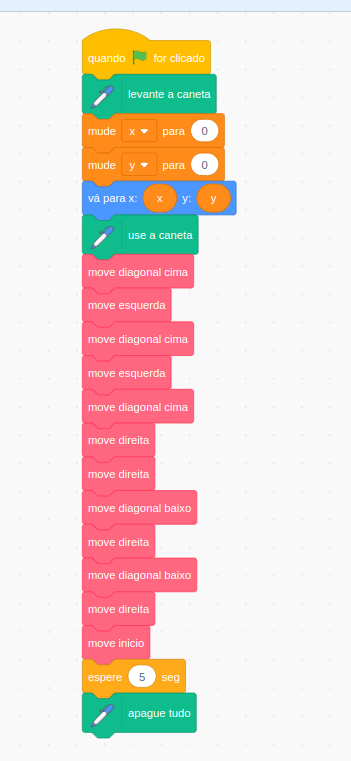 quando for clicado
levante a caneta
mude x para 0
mude y para 0
vá para x: x y: y
use a caneta
move diagonal cima
move esquerda
move diagonal cima
move esquerda
move diagonal cima
move direita
move direita
move diagonal baixo
move direita
move diagonal baixo
move direita
move inicio
espere 5 seg
apague tudo